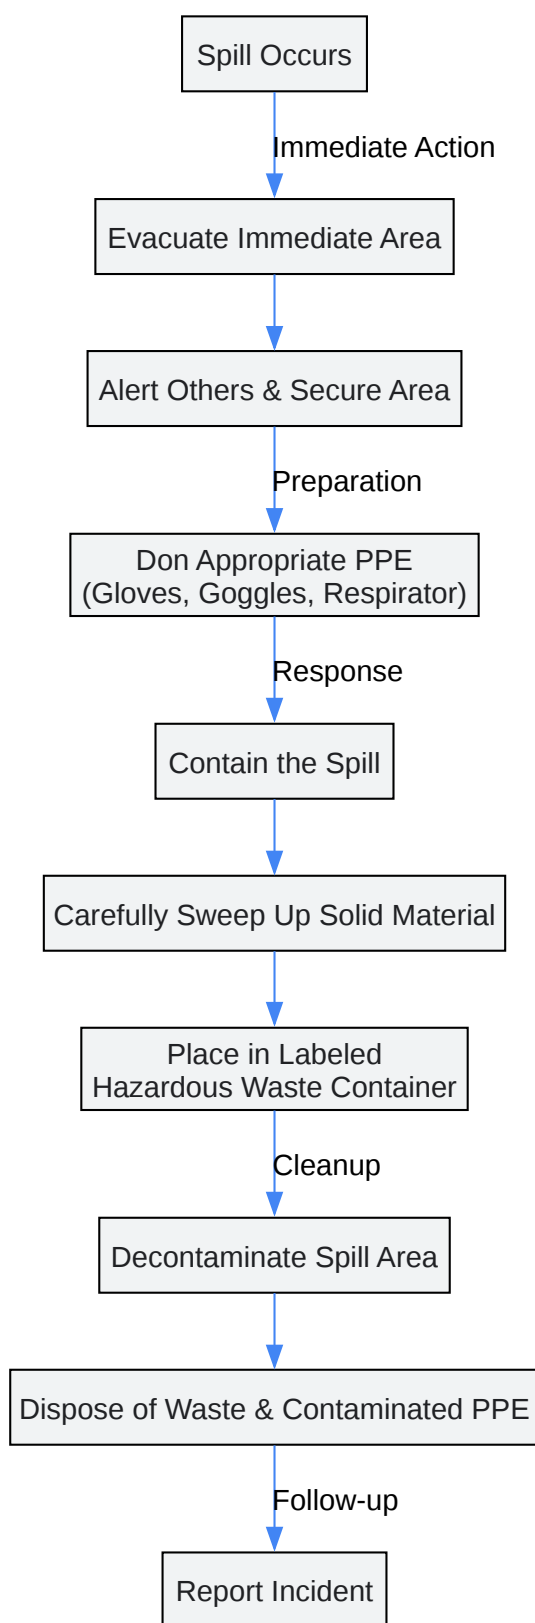 Spill Occurs
Immediate Action
Evacuate Immediate Area
Alert Others & Secure Area
Preparation
Don Appropriate PPE
(Gloves, Goggles, Respirator)
Response
Contain the Spill
Carefully Sweep Up Solid Material
Place in Labeled
Hazardous Waste Container
Cleanup
Decontaminate Spill Area
Dispose of Waste & Contaminated PPE
Follow-up
Report Incident